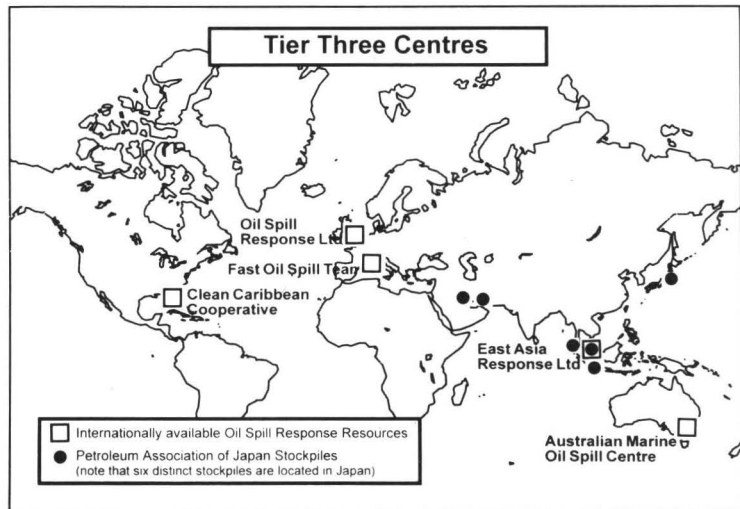 Tier Three Centres
Oil Spill
Response Ltd
Fast Oil Spill Team
Clean Caribbean
Cooperative
East Asia
Response Ltd
Australian Marine
Oil Spill Centre
Internationally available Oil Spill Response Resources
Petroleum Association of Japan Stockpiles
(note that six distinct stockpiles are located in Japan)